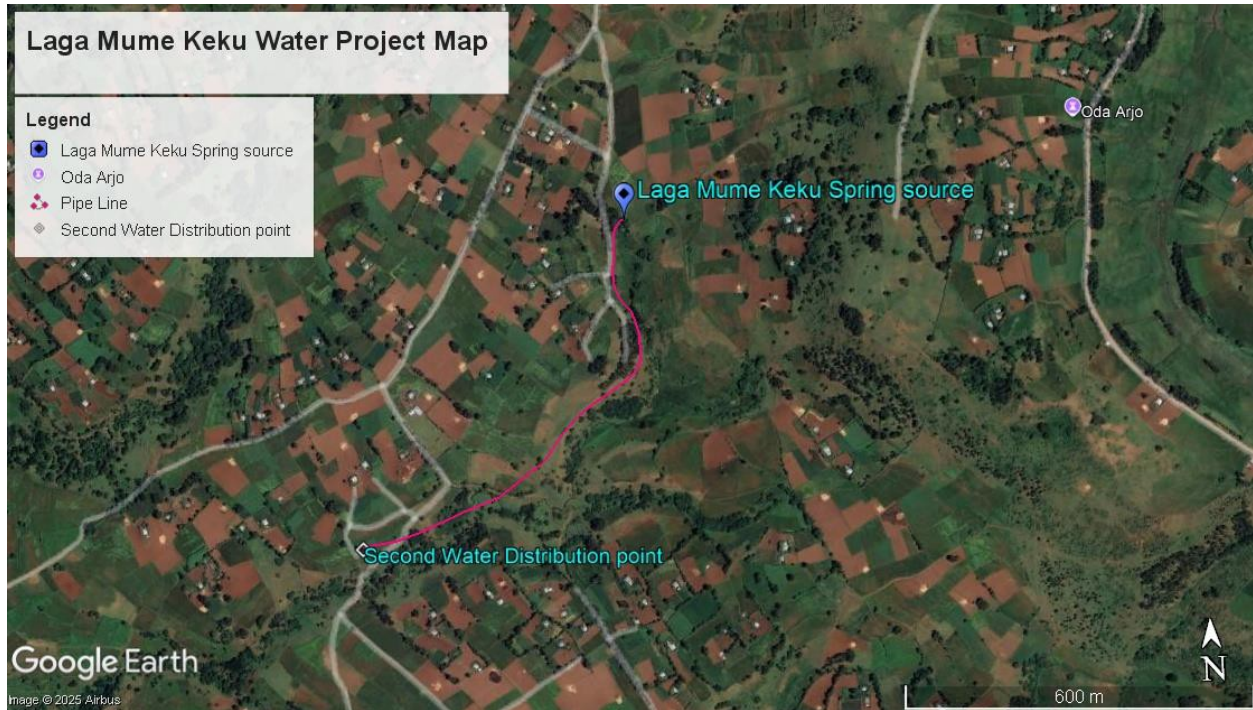 Laga Mume Keku Water Project Map
Legend
Laga Mume Keku Spring source
Oda Arjo
Pipe Line
Second Water Distribution point
Oda Arjo
Laga Mume Keku Spring source
Second Water Distribution point
Google Earth
Image © 2025 Airbus
N
600 m